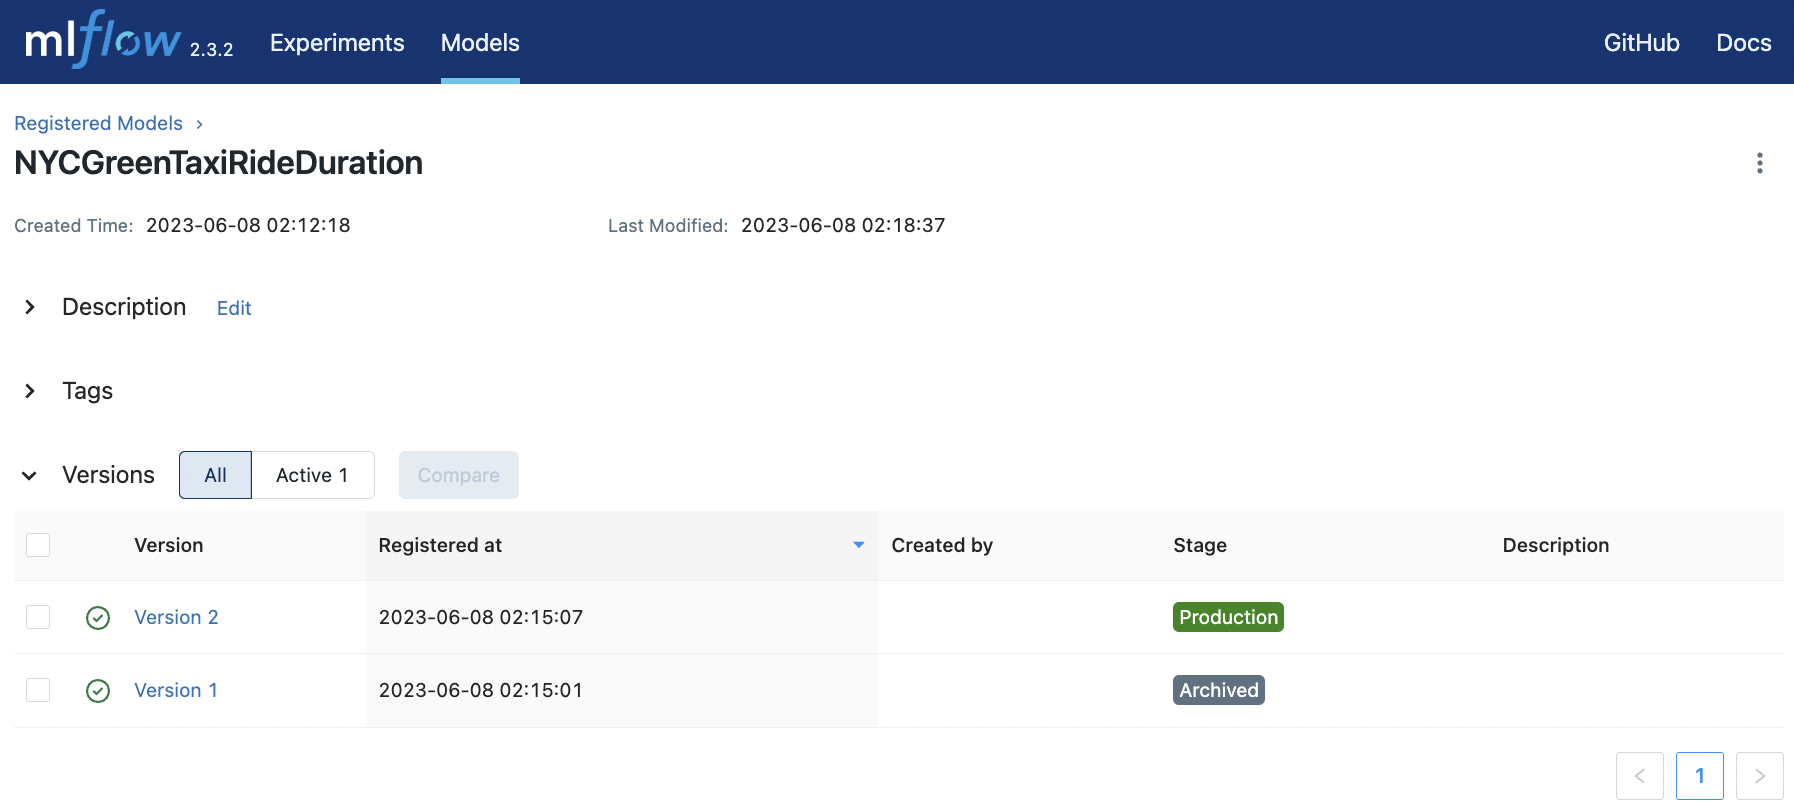 mlflow 2.3.2 Experiments Models GitHub Docs
Registered Models ›
NYCGreenTaxiRideDuration
Created Time: 2023-06-08 02:12:18 Last Modified: 2023-06-08 02:18:37
Description Edit
Tags
Versions All Active 1 Compare
Version Registered at Created by Stage Description
Version 2 2023-06-08 02:15:07 Production
Version 1 2023-06-08 02:15:01 Archived
< 1 >